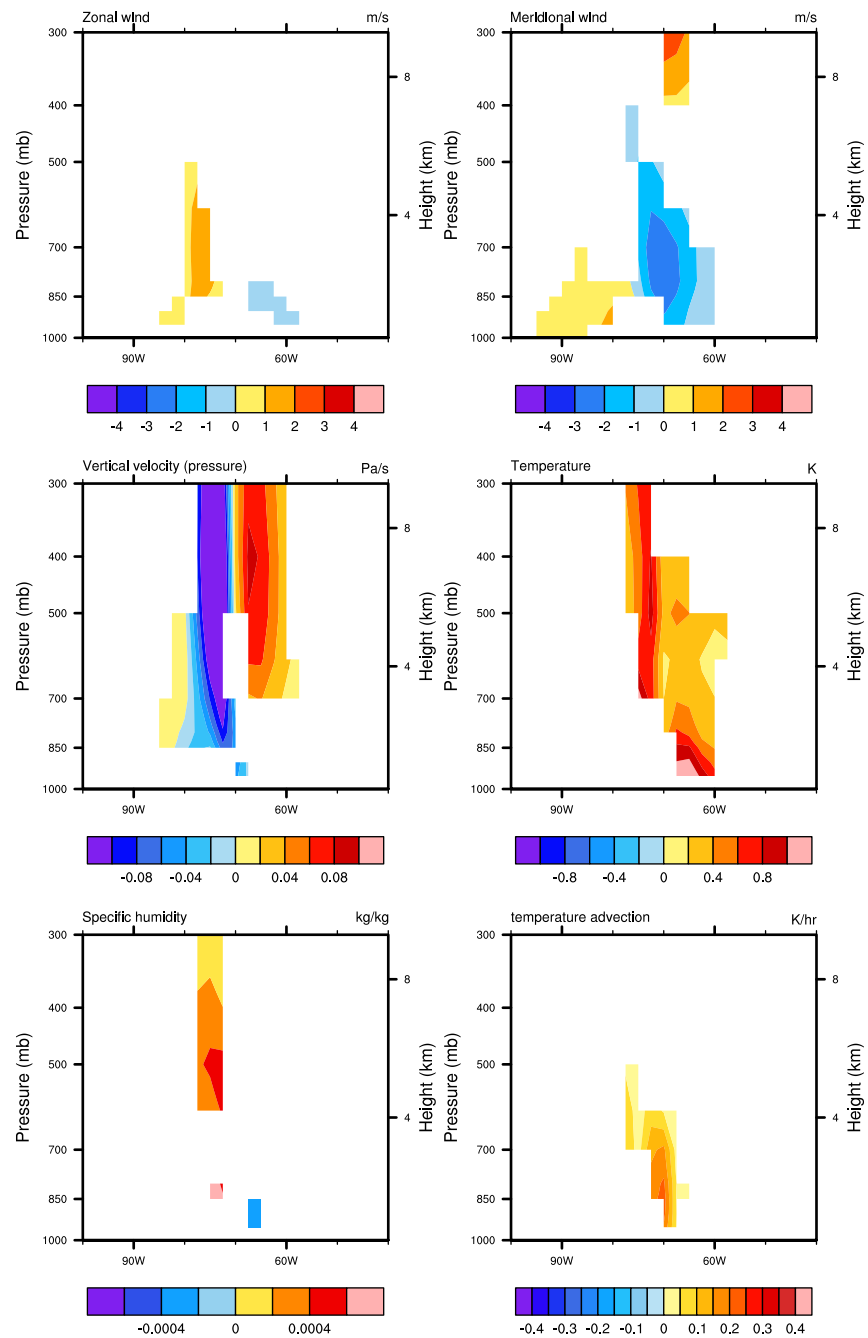 Zonal wind m/s
Meridional wind m/s
300
400
500
700
850
1000
Pressure (mb)
8
4
Height (km)
90W 60W
-4 -3 -2 -1 0 1 2 3 4
300
400
500
700
850
1000
Pressure (mb)
8
4
Height (km)
90W 60W
-4 -3 -2 -1 0 1 2 3 4
Vertical velocity (pressure) Pa/s
Temperature K
300
400
500
700
850
1000
Pressure (mb)
8
4
Height (km)
90W 60W
-0.08 -0.04 0 0.04 0.08
300
400
500
700
850
1000
Pressure (mb)
8
4
Height (km)
90W 60W
-0.8 -0.4 0 0.4 0.8
Specific humidity kg/kg
temperature advection K/hr
300
400
500
700
850
1000
Pressure (mb)
8
4
Height (km)
90W 60W
-0.0004 0 0.0004
300
400
500
700
850
1000
Pressure (mb)
8
4
Height (km)
90W 60W
-0.4 -0.3 -0.2 -0.1 0 0.1 0.2 0.3 0.4